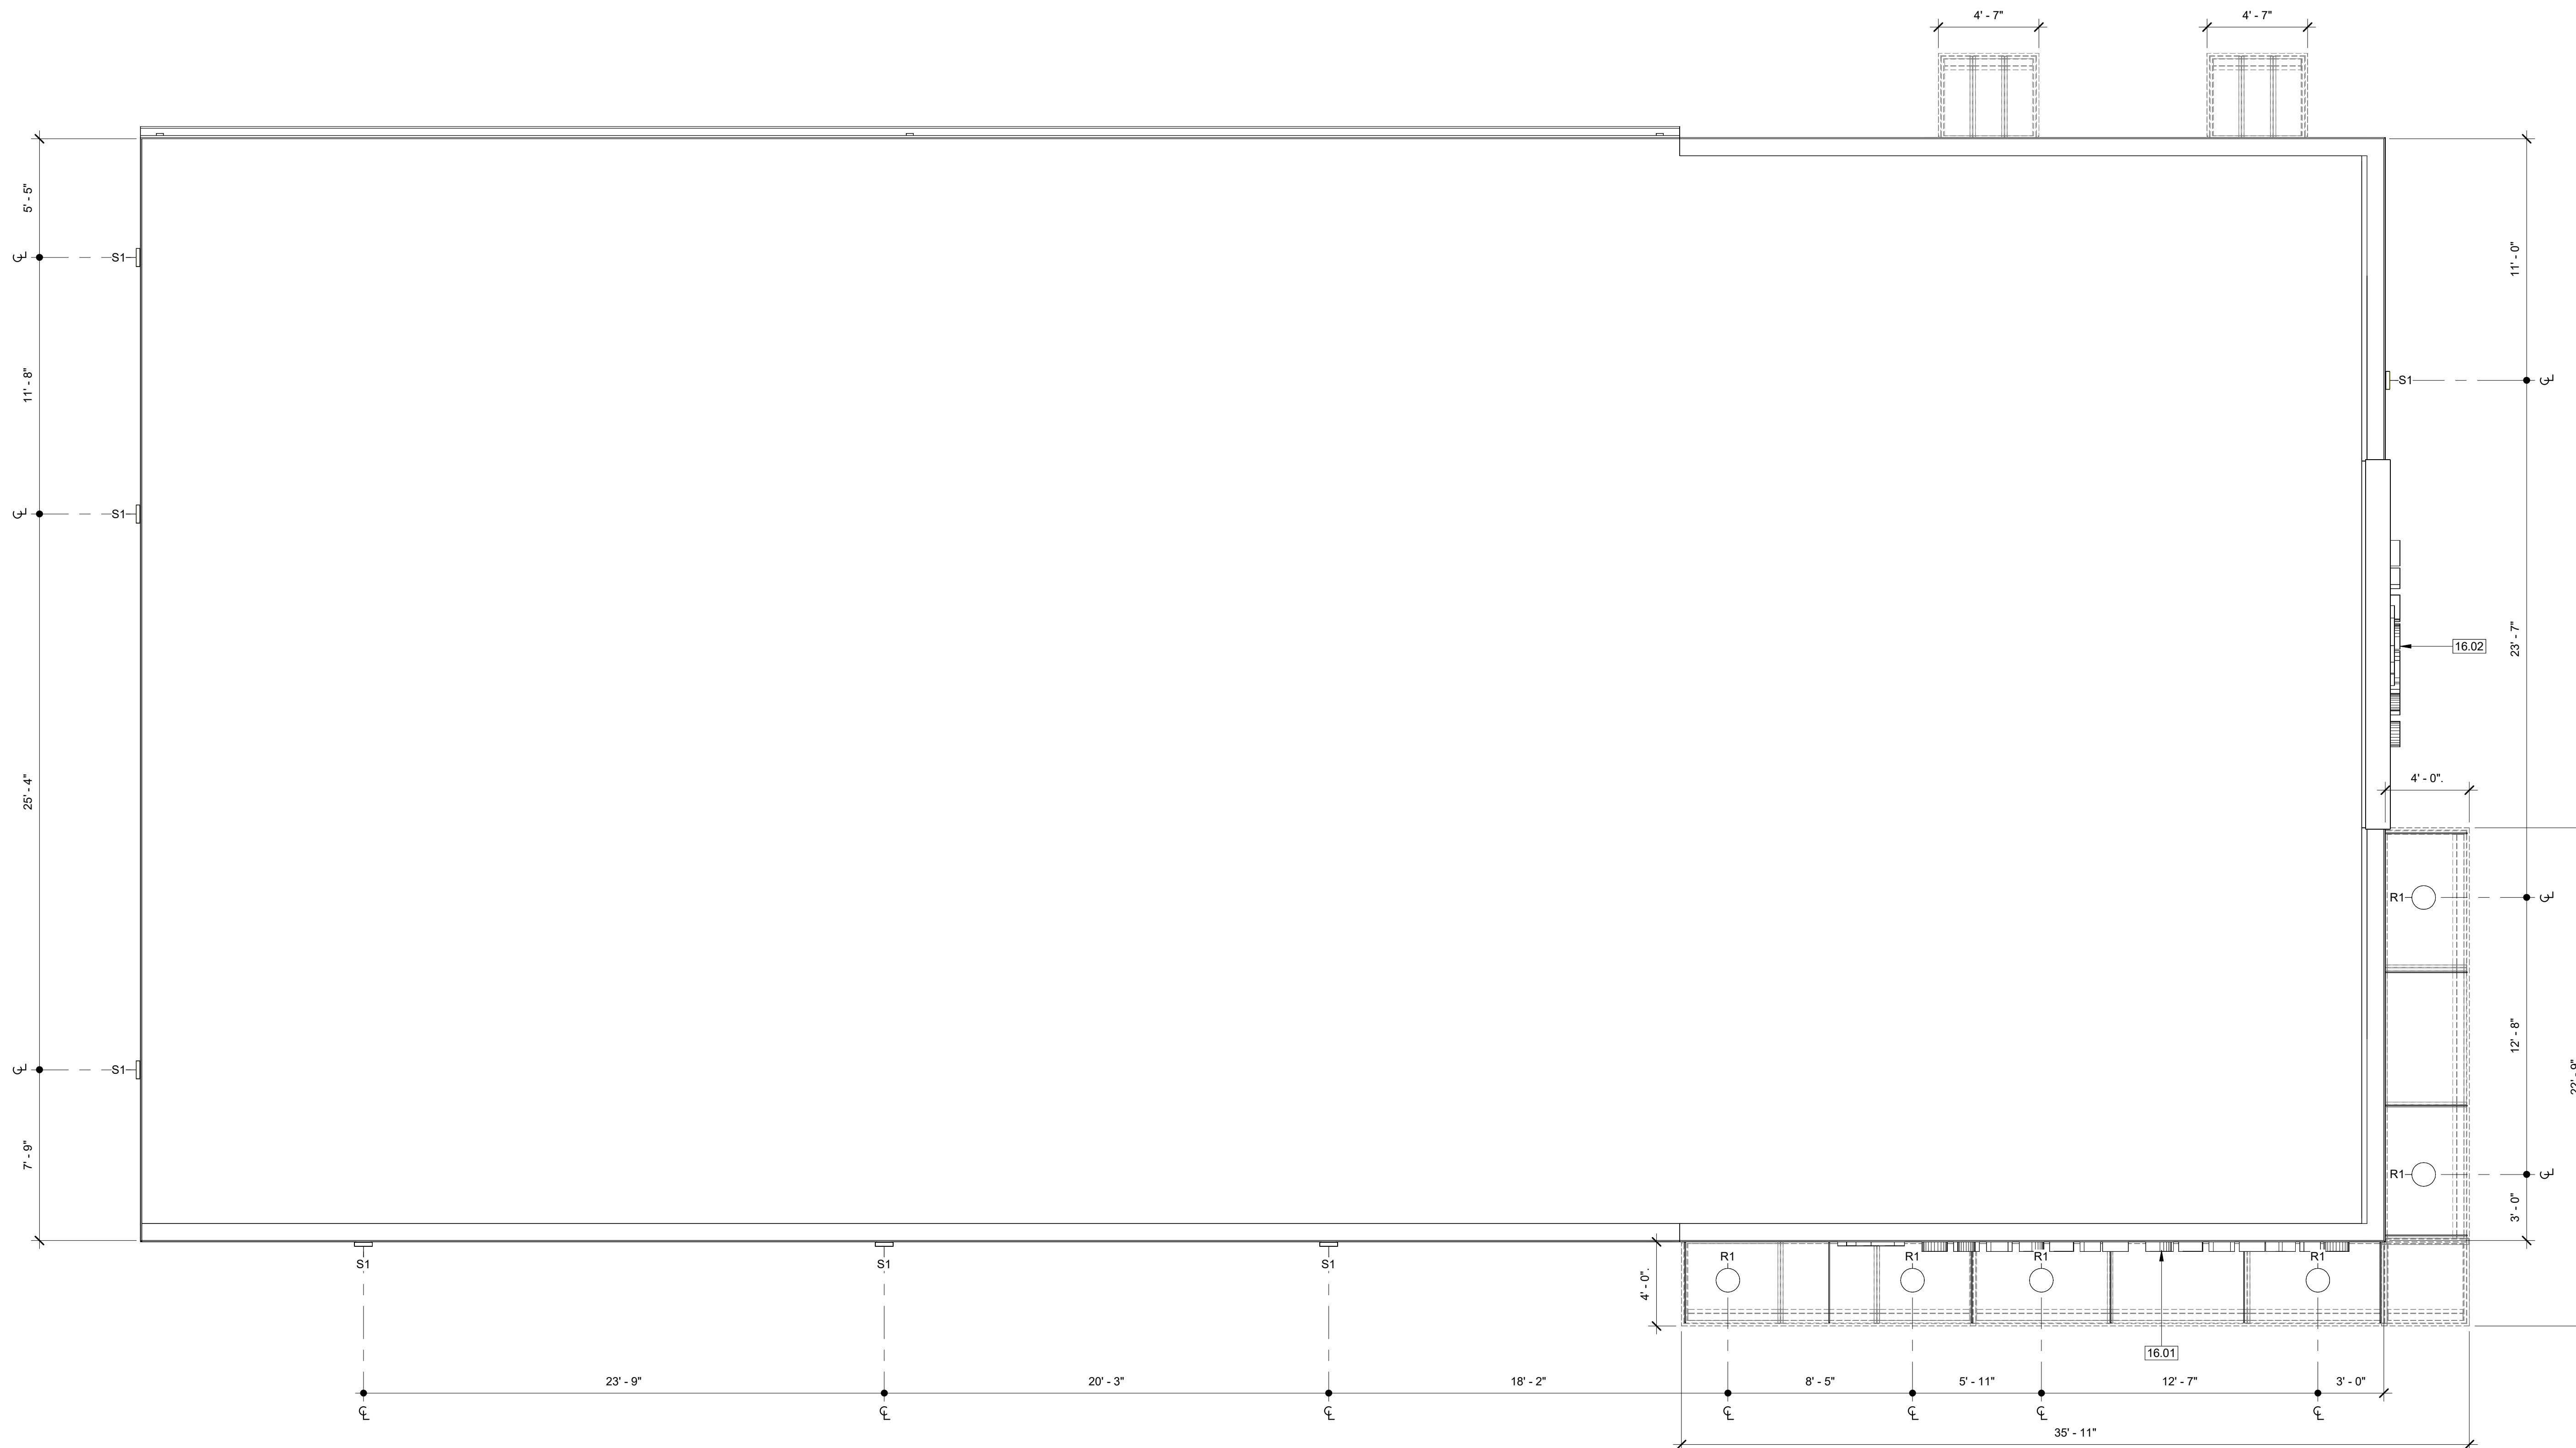 4' - 7"
4' - 7"
5' - 5"
11' - 0"
℄
S1
11' - 8"
S1
℄
℄
S1
16.02
23' - 7"
25' - 4"
4' - 0".
R1
℄
12' - 8"
22' - 9"
℄
S1
7' - 9"
R1
℄
3' - 0"
S1
S1
S1
4' - 0".
R1
R1
R1
R1
16.01
23' - 9"
20' - 3"
18' - 2"
8' - 5"
5' - 11"
12' - 7"
3' - 0"
℄
℄
℄
℄
℄
℄
℄
35' - 11"